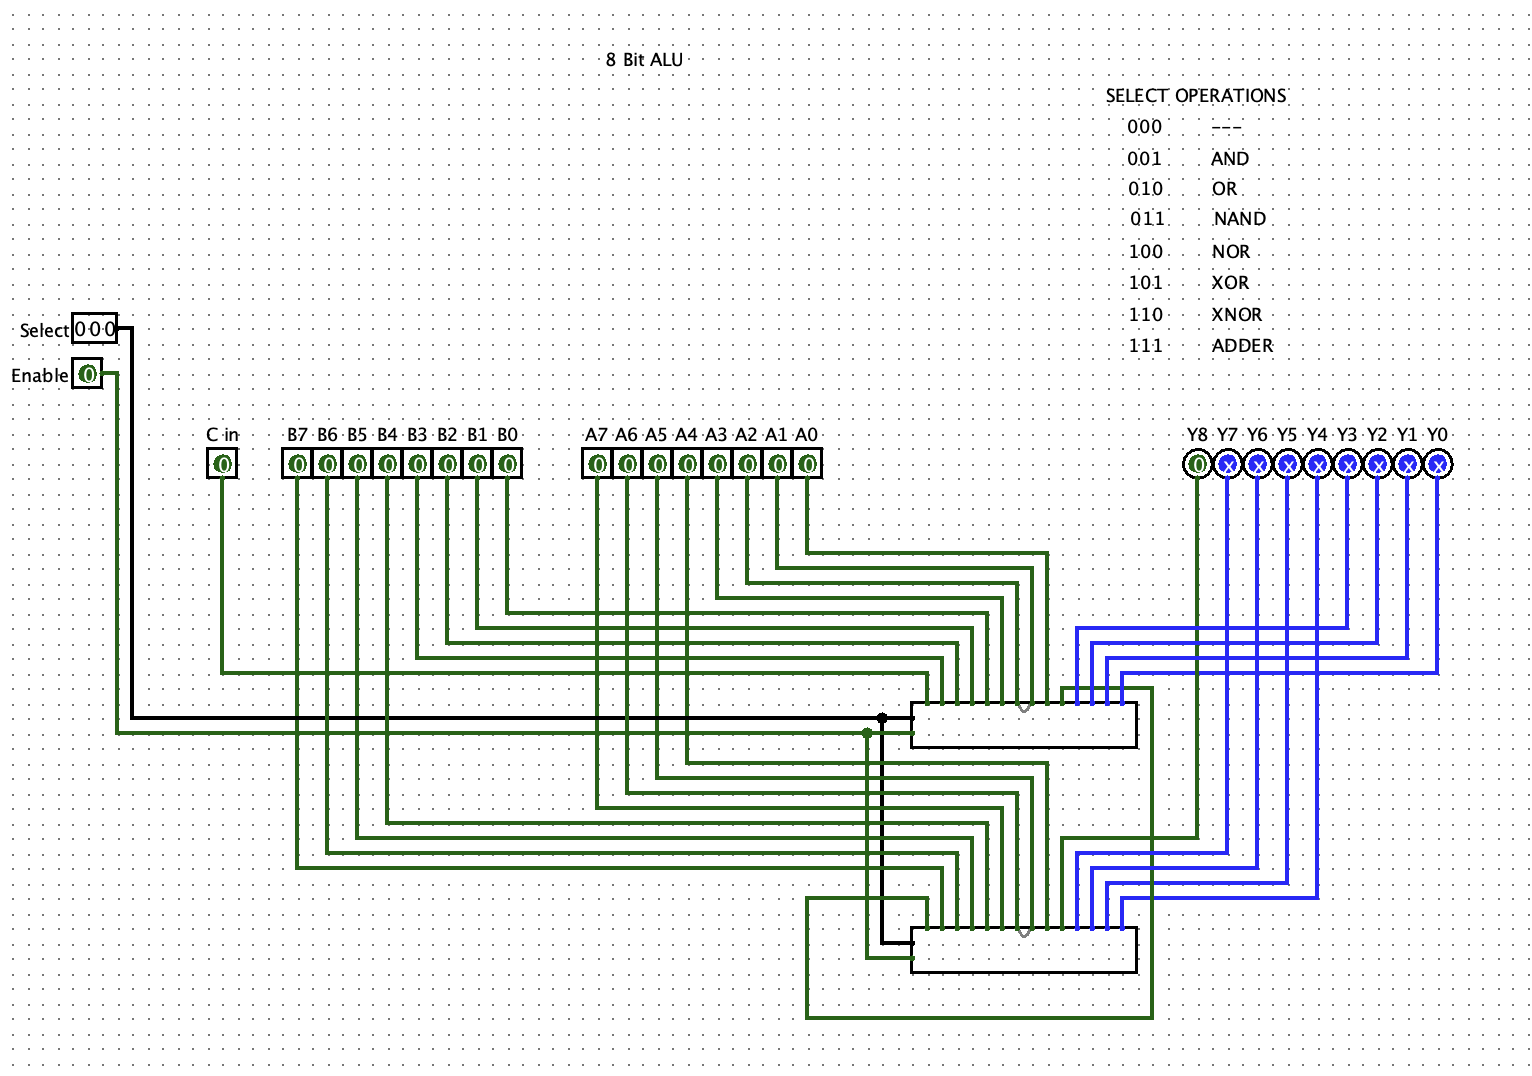 8 Bit ALU
SELECT OPERATIONS
000 ---
001 AND
010 OR
011 NAND
100 NOR
101 XOR
110 XNOR
111 ADDER
Select 000
Enable 0
C in B7 B6 B5 B4 B3 B2 B1 B0 A7 A6 A5 A4 A3 A2 A1 A0 Y8 Y7 Y6 Y5 Y4 Y3 Y2 Y1 Y0
0 0 0 0 0 0 0 0 0 0 0 0 0 0 0 0 0 0 x x x x x x x x